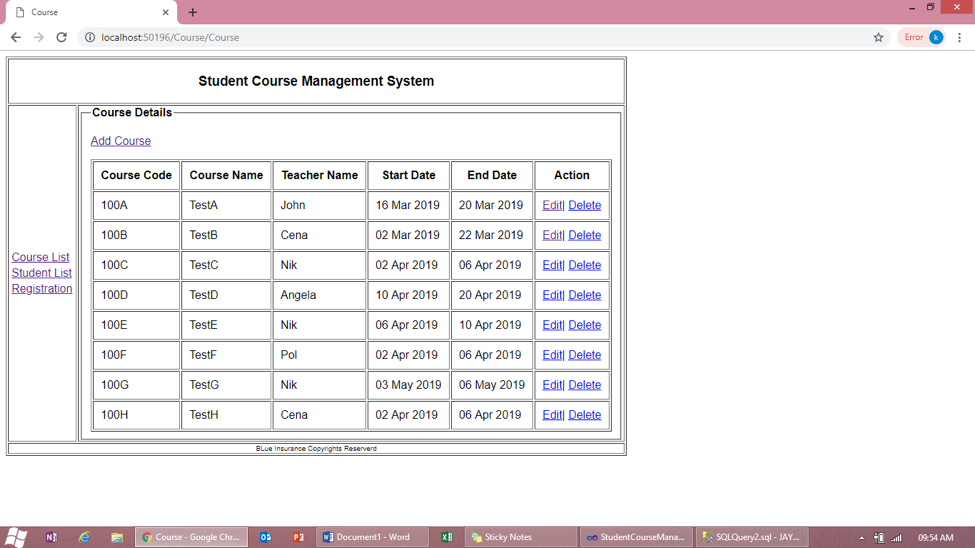 Course
localhost:50196/Course/Course
Error k
Student Course Management System
Course List
Student List
Registration
Course Details
Add Course
Course Code Course Name Teacher Name Start Date End Date Action
100A TestA John 16 Mar 2019 20 Mar 2019 Edit| Delete
100B TestB Cena 02 Mar 2019 22 Mar 2019 Edit| Delete
100C TestC Nik 02 Apr 2019 06 Apr 2019 Edit| Delete
100D TestD Angela 10 Apr 2019 20 Apr 2019 Edit| Delete
100E TestE Nik 06 Apr 2019 10 Apr 2019 Edit| Delete
100F TestF Pol 02 Apr 2019 06 Apr 2019 Edit| Delete
100G TestG Nik 03 May 2019 06 May 2019 Edit| Delete
100H TestH Cena 02 Apr 2019 06 Apr 2019 Edit| Delete
BLue Insurance Copyrights Reserverd
Course - Google Chr... Document1 - Word Sticky Notes StudentCourseMana... SQLQuery2.sql - JAY... 09:54 AM